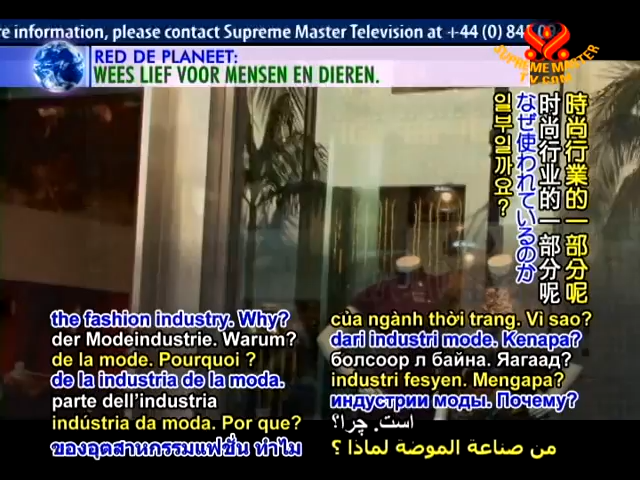 re information, please contact Supreme Master Television at +44 (0) 845 08
SUPREME MASTER
TV.COM
RED DE PLANEET:
WEES LIEF VOOR MENSEN EN DIEREN.
時尚行業的一部分呢
时尚行业的一部分呢
なぜ使われているのか
일부일까요?
the fashion industry. Why?
der Modeindustrie. Warum?
de la mode. Pourquoi ?
de la industria de la moda.
parte dell'industria
indústria da moda. Por que?
ของอุตสาหกรรมแฟชั่น ทำไม
của ngành thời trang. Vì sao?
dari industri mode. Kenapa?
болсоор л байна. Яагаад?
industri fesyen. Mengapa?
индустрии моды. Почему?
است. چرا؟
من صناعة الموضة لماذا ؟